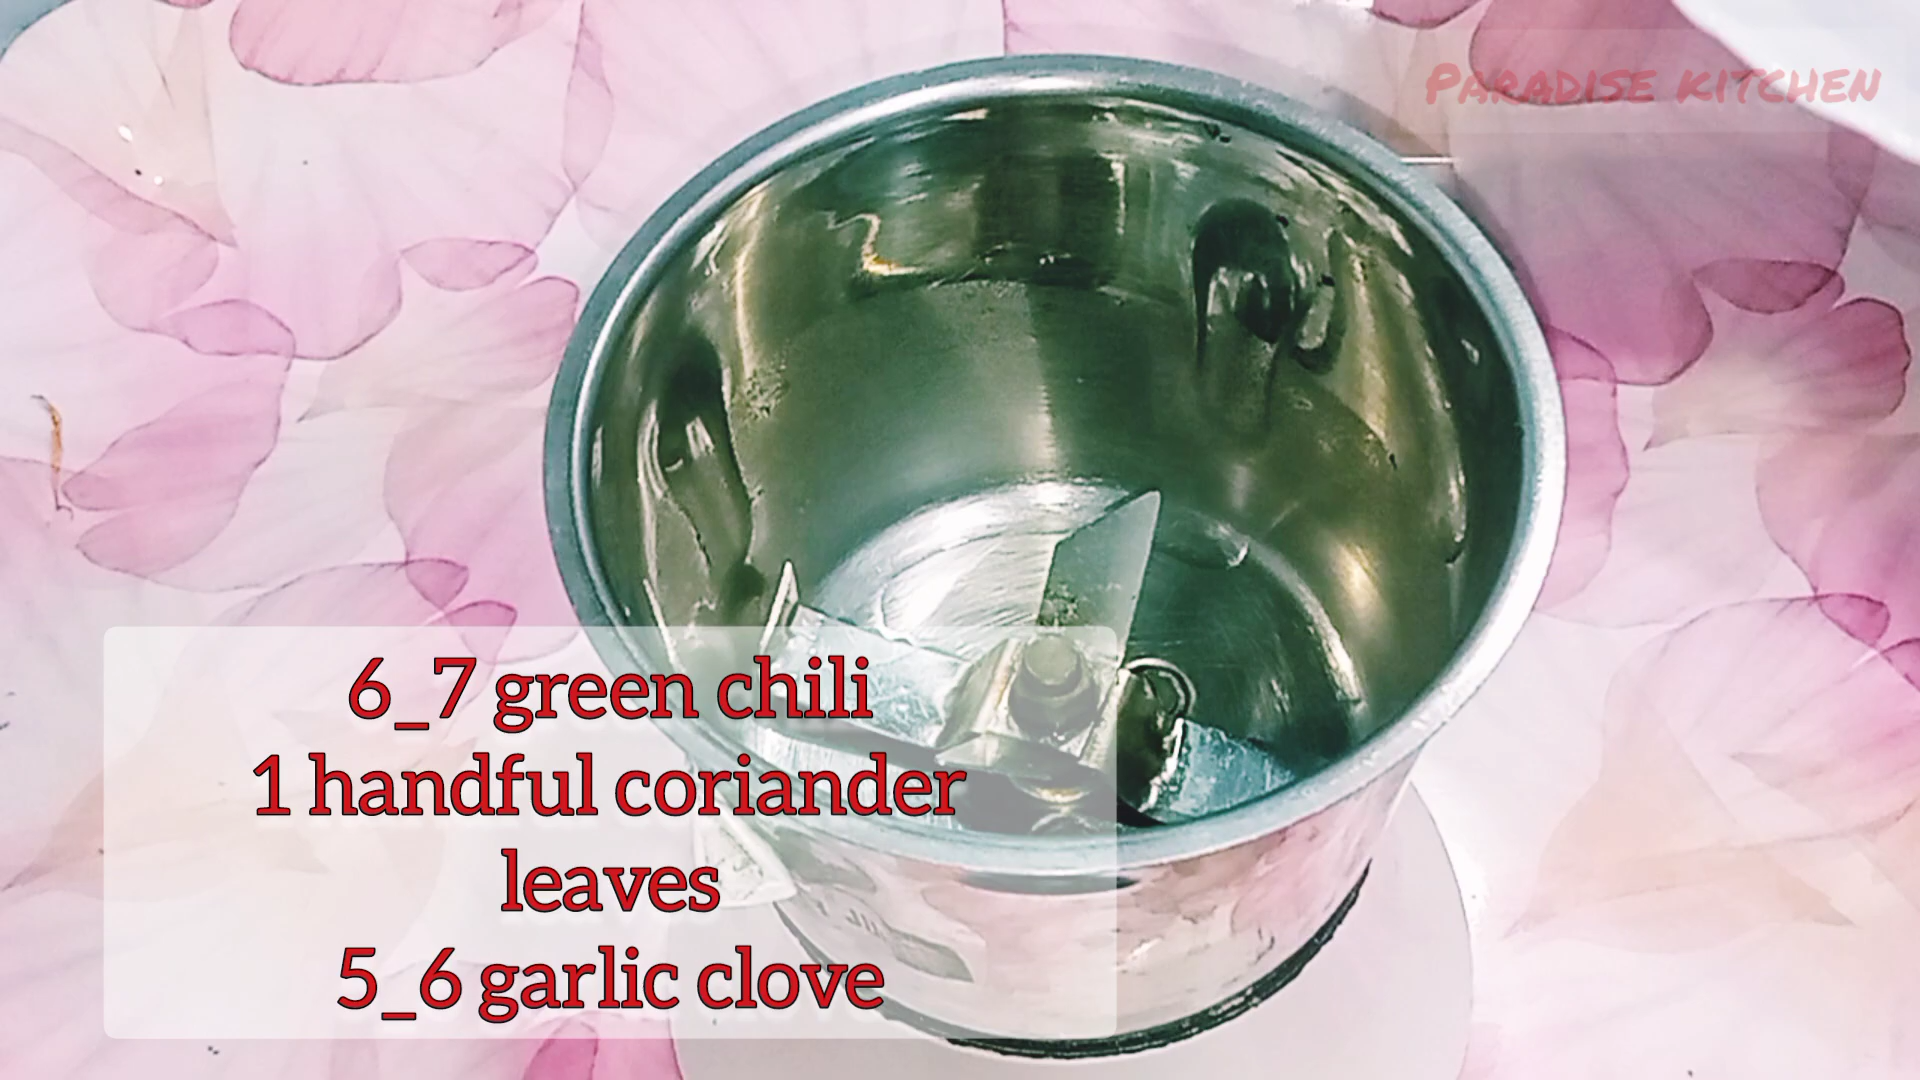 Paradise kitchen
6_7 green chili
1 handful coriander
leaves
5_6 garlic clove